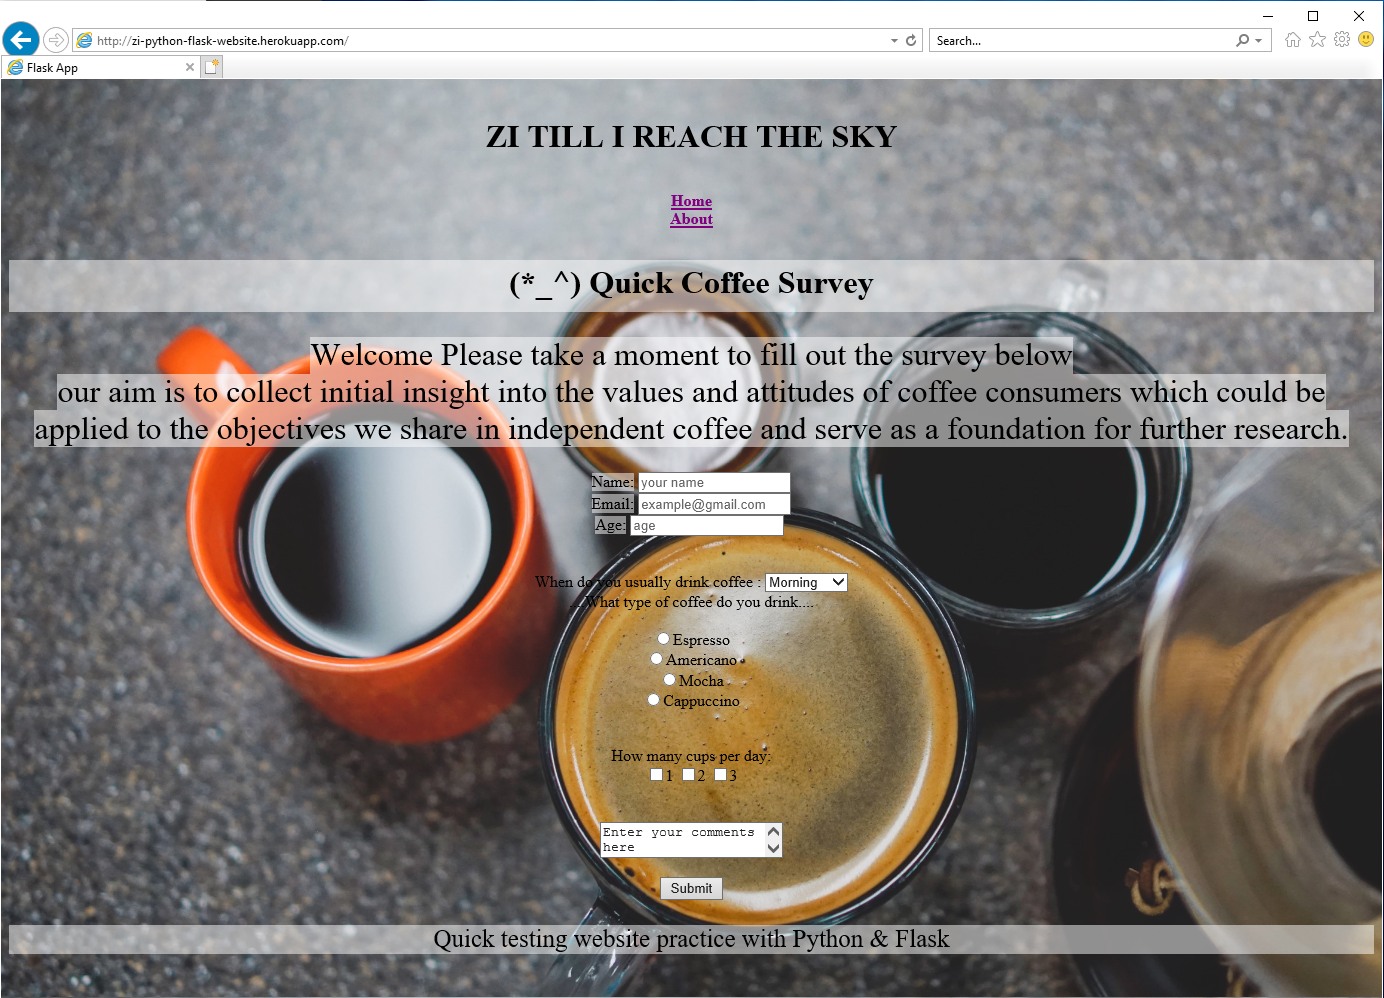 http://zi-python-flask-website.herokuapp.com/
Search...
Flask App
ZI TILL I REACH THE SKY
Home
About
(*_^) Quick Coffee Survey
Welcome Please take a moment to fill out the survey below
our aim is to collect initial insight into the values and attitudes of coffee consumers which could be
applied to the objectives we share in independent coffee and serve as a foundation for further research.
Name: your name
Email: example@gmail.com
Age: age
When do you usually drink coffee : Morning
....What type of coffee do you drink....
Espresso
Americano
Mocha
Cappuccino
How many cups per day:
1 2 3
Enter your comments
here
Submit
Quick testing website practice with Python & Flask